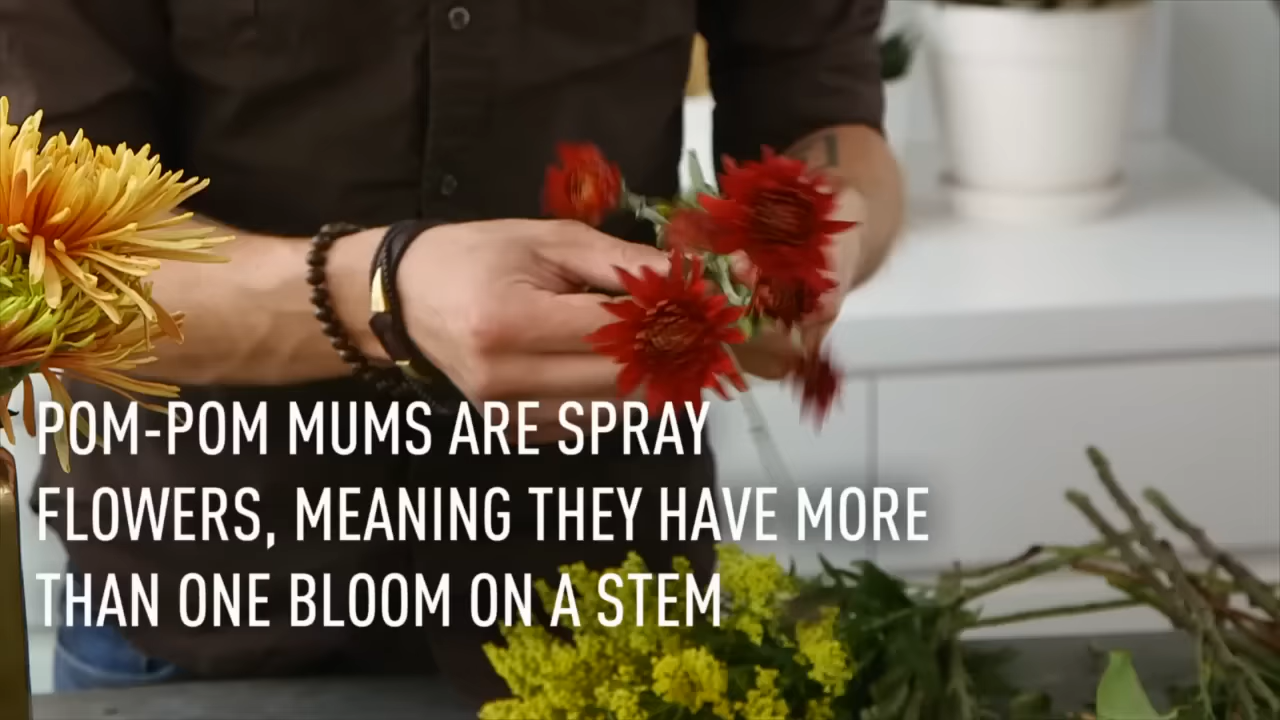 POM-POM MUMS ARE SPRAY
FLOWERS, MEANING THEY HAVE MORE
THAN ONE BLOOM ON A STEM